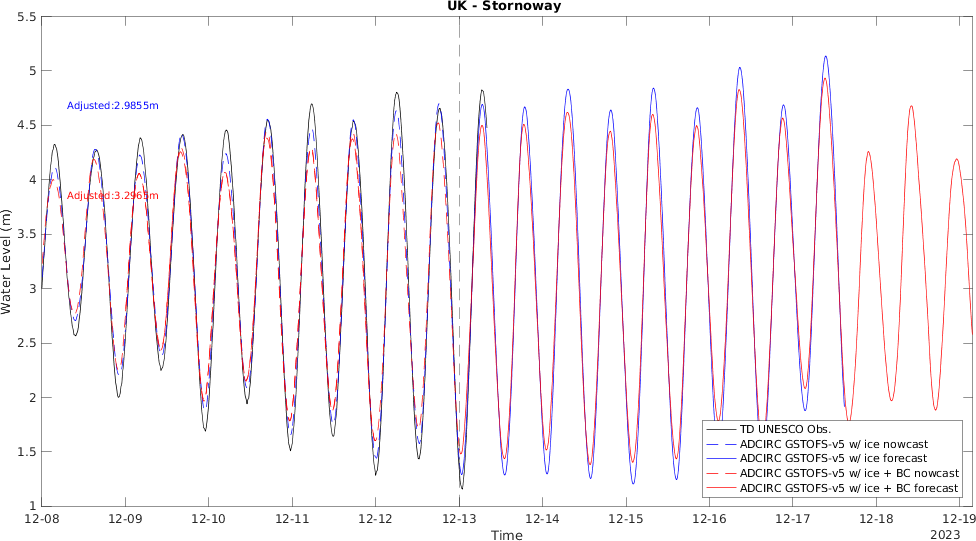 UK - Stornoway
5.5
5
4.5
4
3.5
3
2.5
2
1.5
1
Water Level (m)
Adjusted:2.9855m
Adjusted:3.2965m
TD UNESCO Obs.
ADCIRC GSTOFS-v5 w/ ice nowcast
ADCIRC GSTOFS-v5 w/ ice forecast
ADCIRC GSTOFS-v5 w/ ice + BC nowcast
ADCIRC GSTOFS-v5 w/ ice + BC forecast
12-08 12-09 12-10 12-11 12-12 12-13 12-14 12-15 12-16 12-17 12-18 12-19
Time
2023